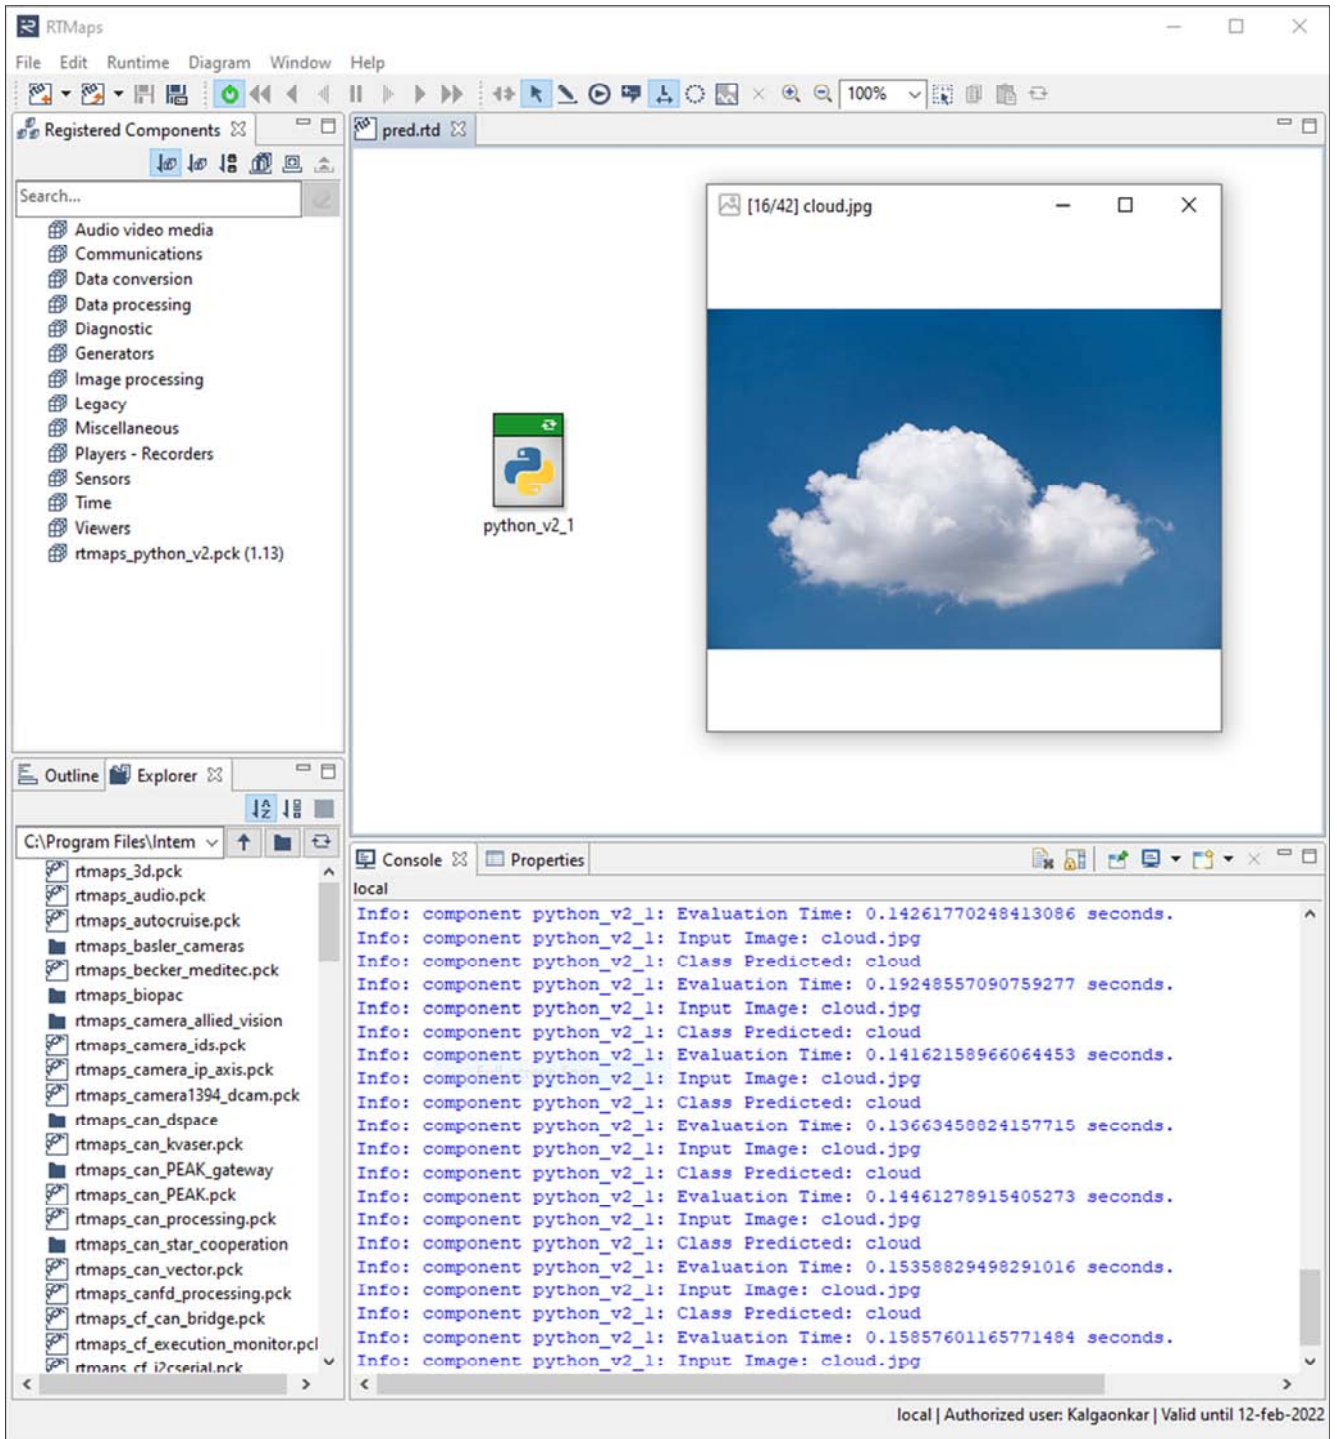 RTMaps
File Edit Runtime Diagram Window Help
100%
Registered Components
Search...
Audio video media
Communications
Data conversion
Data processing
Diagnostic
Generators
Image processing
Legacy
Miscellaneous
Players - Recorders
Sensors
Time
Viewers
rtmaps_python_v2.pck (1.13)
pred.rtd
[16/42] cloud.jpg
python_v2_1
Outline Explorer
C:\Program Files\Intem
rtmaps_3d.pck
rtmaps_audio.pck
rtmaps_autocruise.pck
rtmaps_basler_cameras
rtmaps_becker_meditec.pck
rtmaps_biopac
rtmaps_camera_allied_vision
rtmaps_camera_ids.pck
rtmaps_camera_ip_axis.pck
rtmaps_camera1394_dcam.pck
rtmaps_can_dspace
rtmaps_can_kvaser.pck
rtmaps_can_PEAK_gateway
rtmaps_can_PEAK.pck
rtmaps_can_processing.pck
rtmaps_can_star_cooperation
rtmaps_can_vector.pck
rtmaps_canfd_processing.pck
rtmaps_cf_can_bridge.pck
rtmaps_cf_execution_monitor.pcl
rtmaps_cf_i2cserial.pck
Console Properties
local
Info: component python_v2_1: Evaluation Time: 0.14261770248413086 seconds.
Info: component python_v2_1: Input Image: cloud.jpg
Info: component python_v2_1: Class Predicted: cloud
Info: component python_v2_1: Evaluation Time: 0.19248557090759277 seconds.
Info: component python_v2_1: Input Image: cloud.jpg
Info: component python_v2_1: Class Predicted: cloud
Info: component python_v2_1: Evaluation Time: 0.14162158966064453 seconds.
Info: component python_v2_1: Input Image: cloud.jpg
Info: component python_v2_1: Class Predicted: cloud
Info: component python_v2_1: Evaluation Time: 0.13663458824157715 seconds.
Info: component python_v2_1: Input Image: cloud.jpg
Info: component python_v2_1: Class Predicted: cloud
Info: component python_v2_1: Evaluation Time: 0.14461278915405273 seconds.
Info: component python_v2_1: Input Image: cloud.jpg
Info: component python_v2_1: Class Predicted: cloud
Info: component python_v2_1: Evaluation Time: 0.15358829498291016 seconds.
Info: component python_v2_1: Input Image: cloud.jpg
Info: component python_v2_1: Class Predicted: cloud
Info: component python_v2_1: Evaluation Time: 0.15857601165771484 seconds.
Info: component python_v2_1: Input Image: cloud.jpg
local | Authorized user: Kalgaonkar | Valid until 12-feb-2022